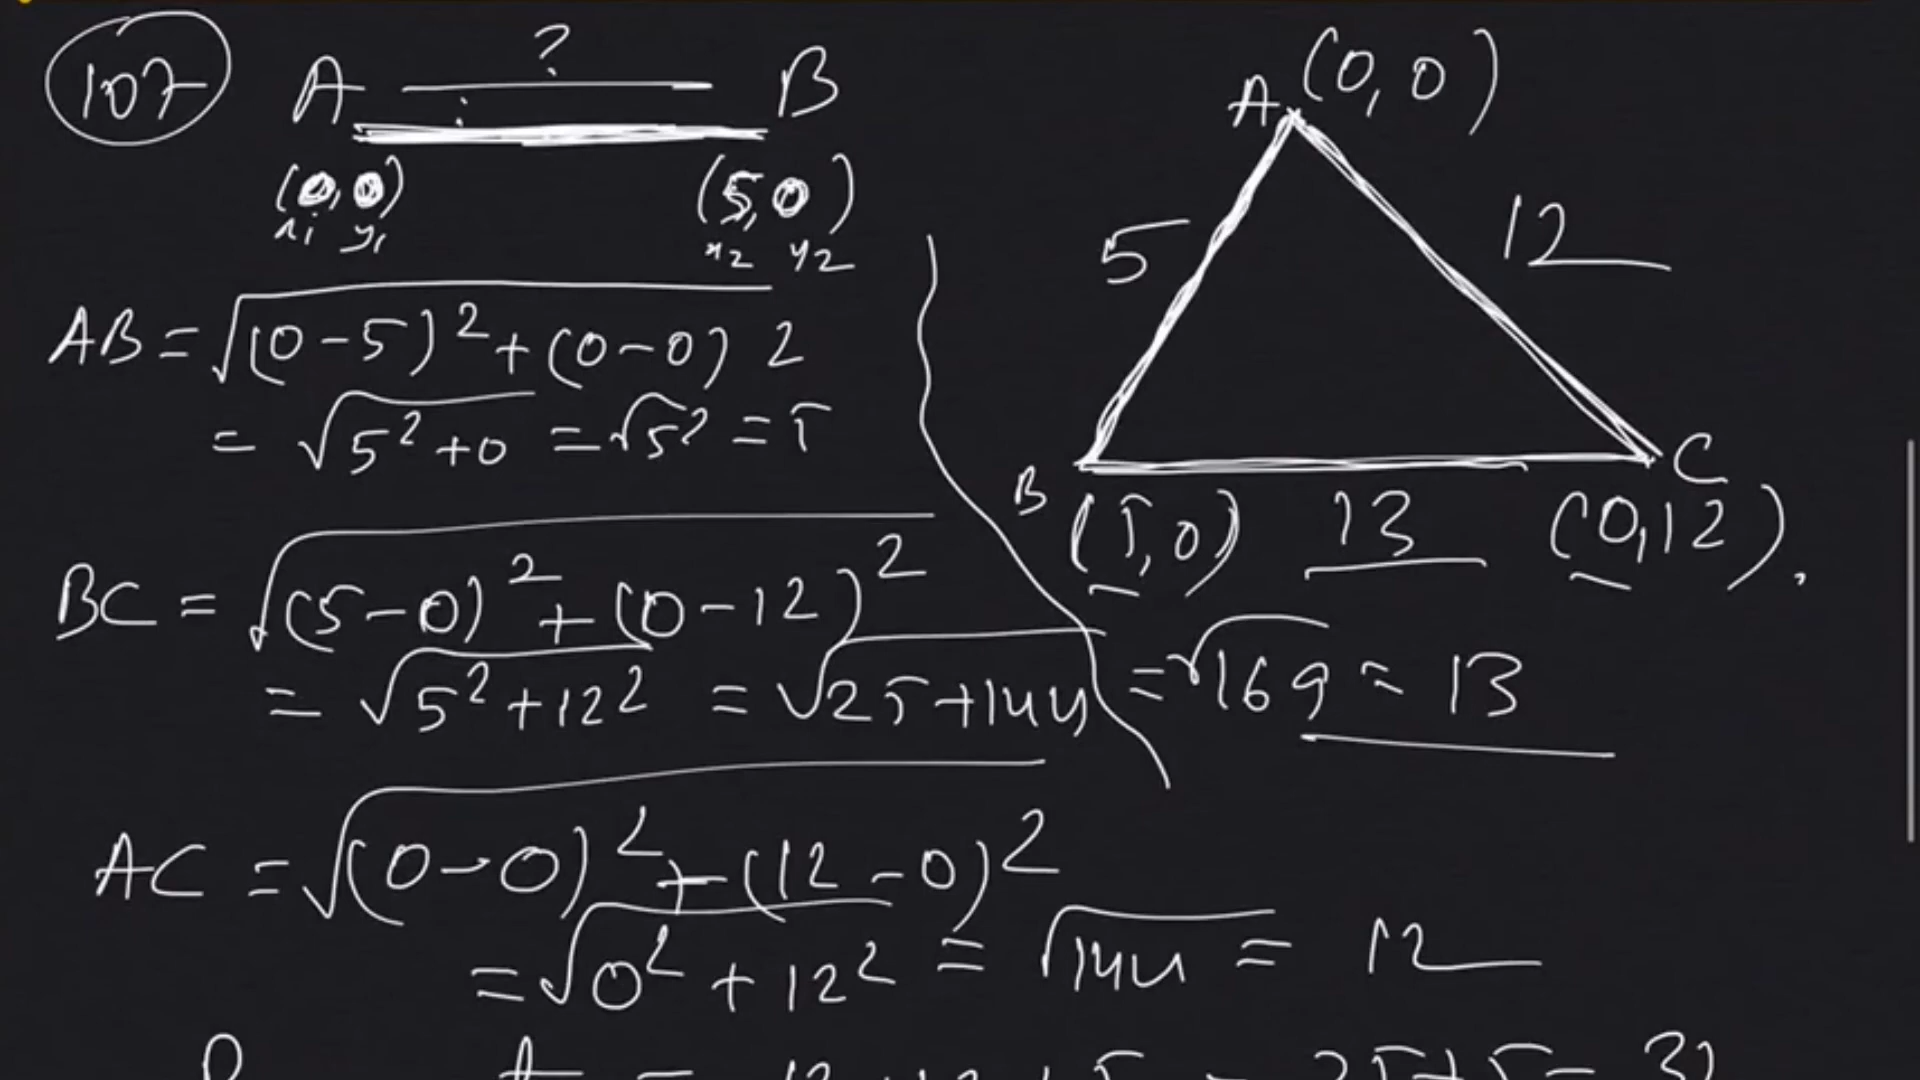 107 A ? B
(0,0) (5,0)
x1 y1 x2 y2
AB = √(0-5)² + (0-0)2
= √5²+0 = √5² = 5
BC = √(5-0)² + (0-12)²
= √5²+12² = √25+144 = √169 = 13
AC = √(0-0)² + (12-0)²
= √0²+12² = √144 = 12
A (0,0)
5 12
B C
(5,0) 13 (0,12).